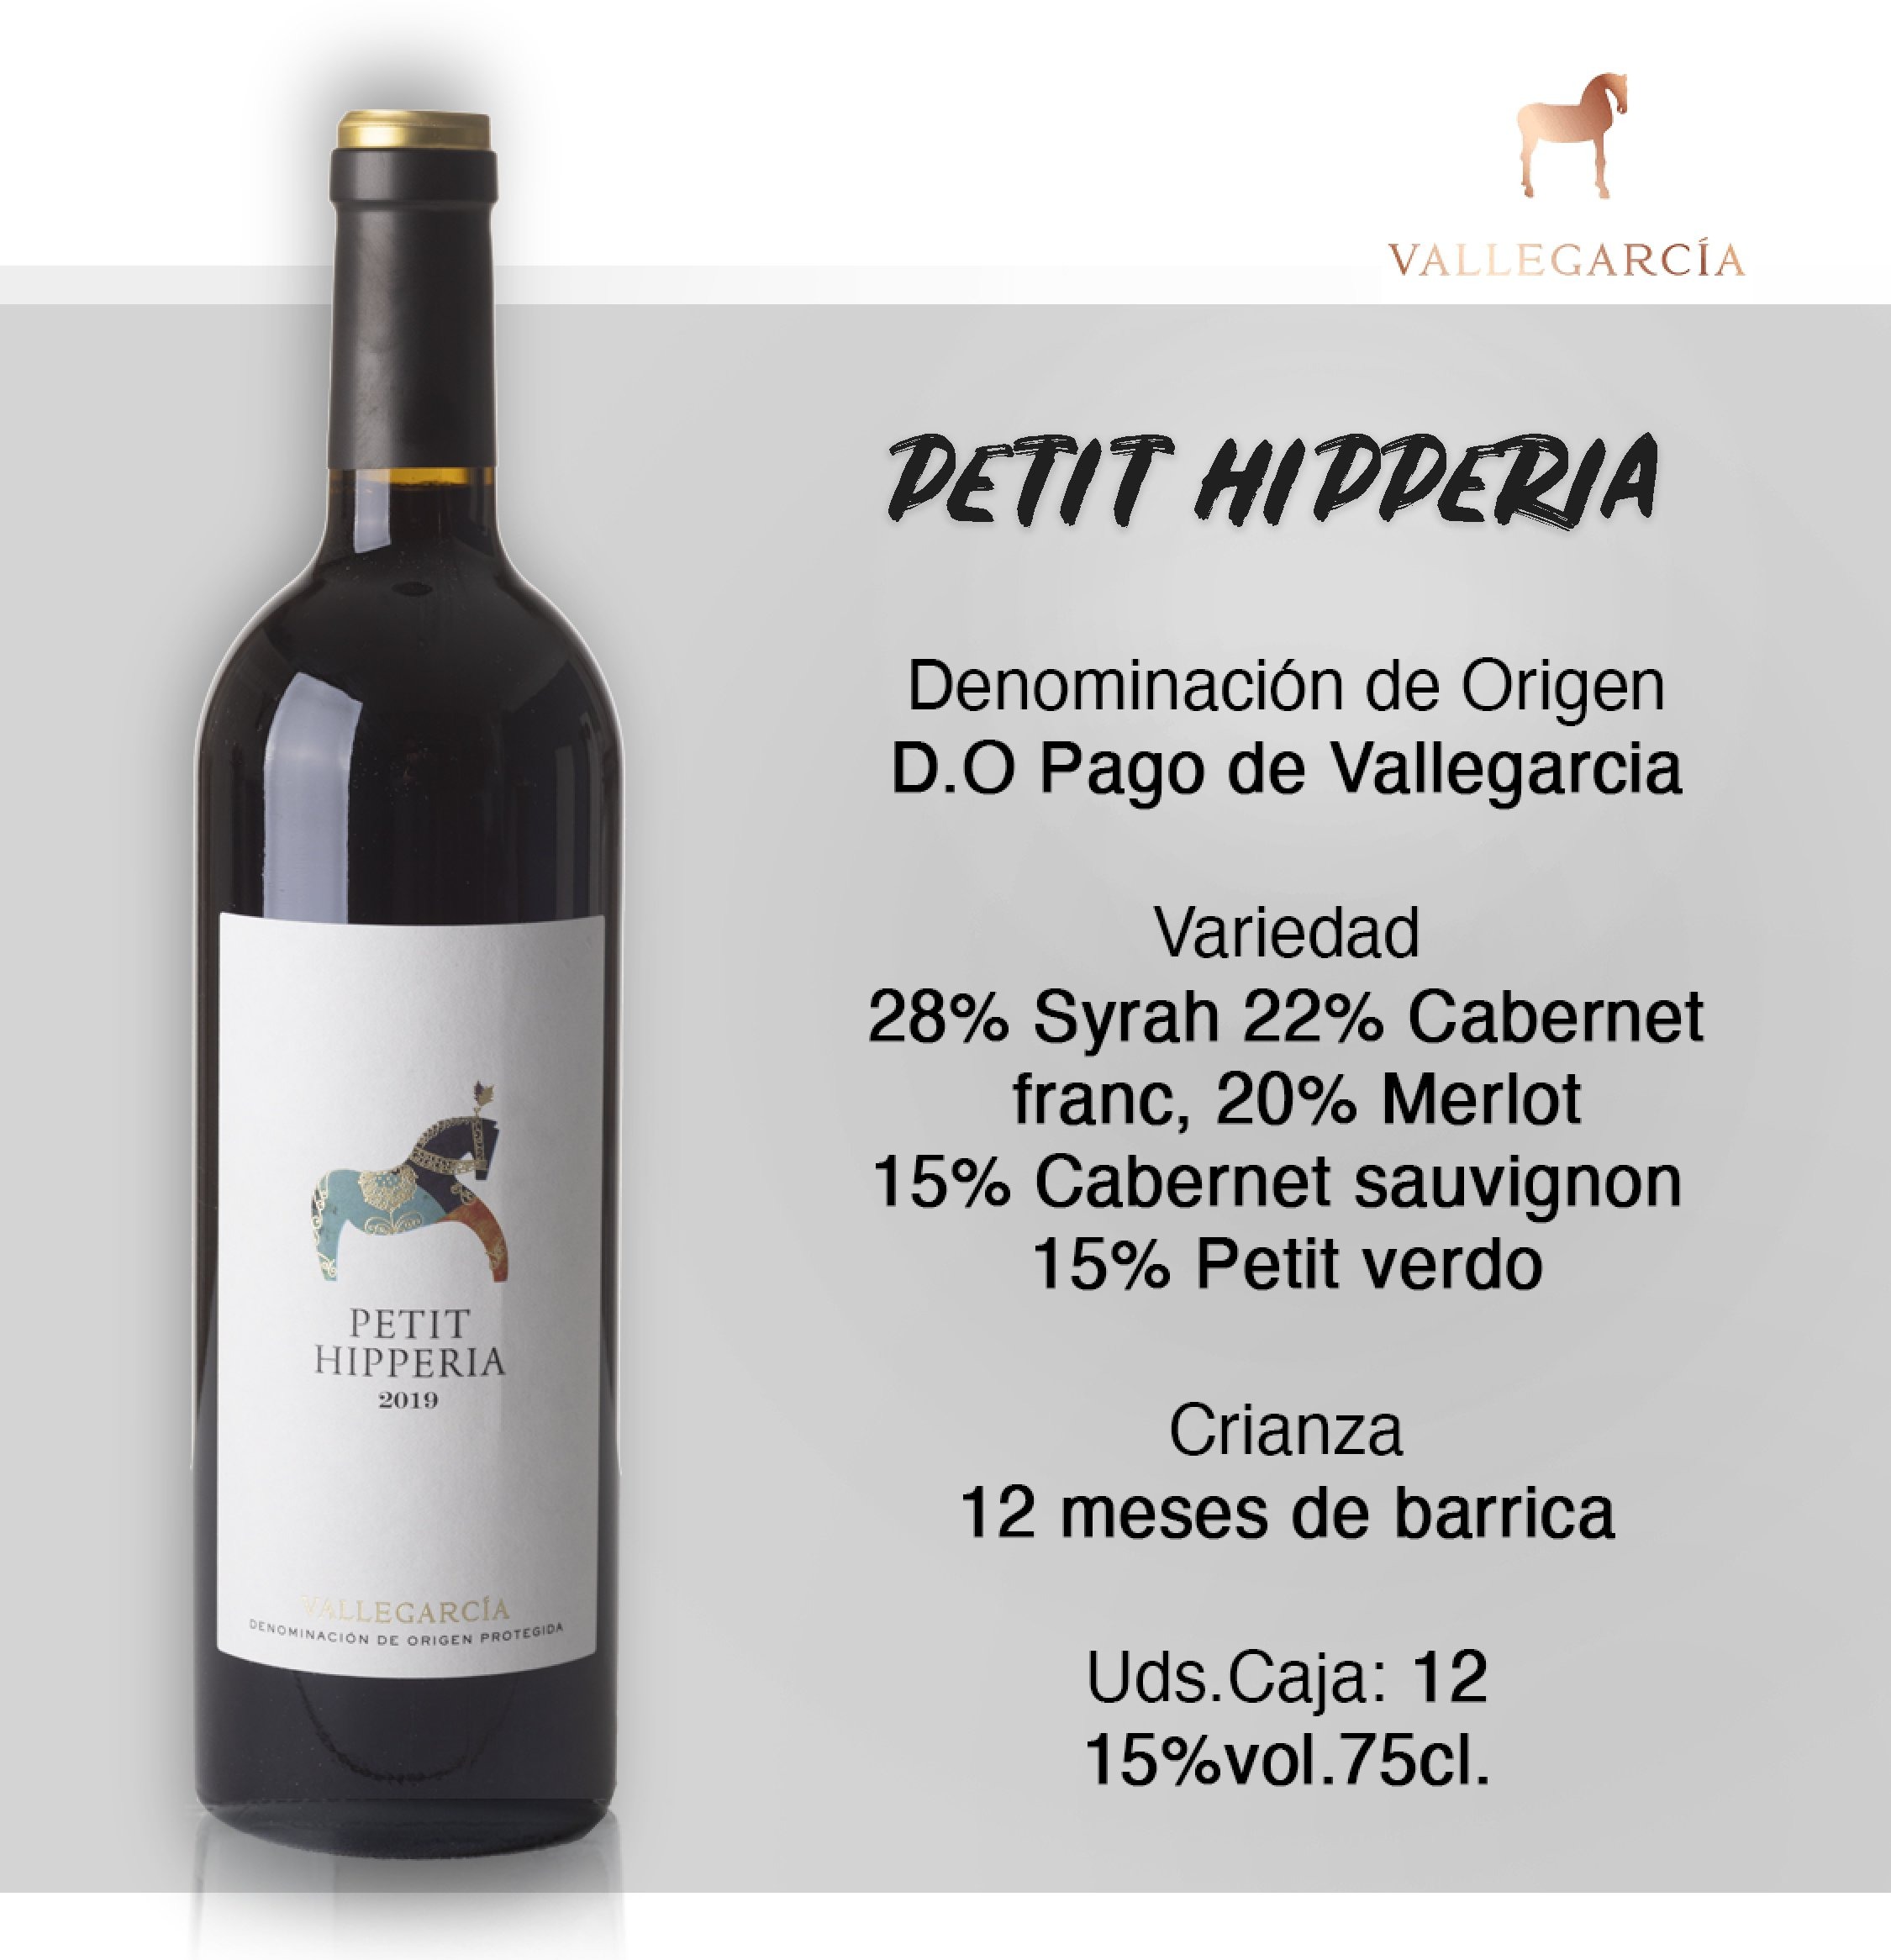 VALLEGARCÍA
PETIT HIPPERIA
Denominación de Origen
D.O Pago de Vallegarcia
Variedad
28% Syrah 22% Cabernet
franc, 20% Merlot
15% Cabernet sauvignon
15% Petit verdo
Crianza
12 meses de barrica
Uds.Caja: 12
15%vol.75cl.
PETIT
HIPPERIA
2019
VALLEGARCÍA
DENOMINACIÓN DE ORIGEN PROTEGIDA